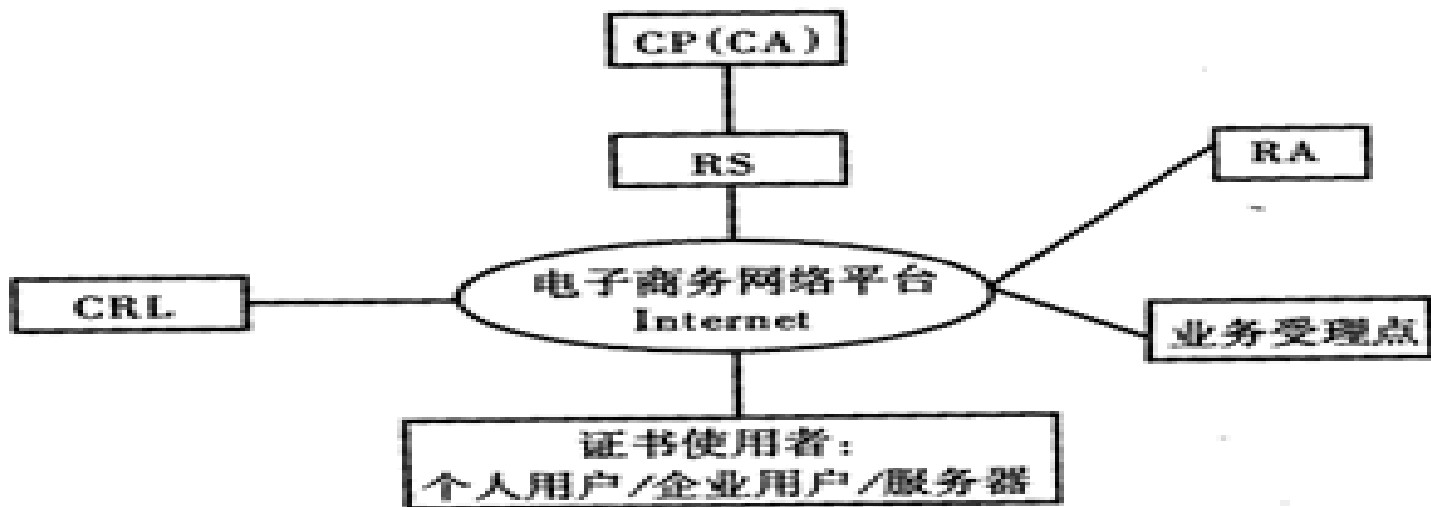 CP(CA)
RS
RA
电子商务网络平台
Internet
CRL
业务受理点
证书使用者:
个人用户/企业用户/服务器